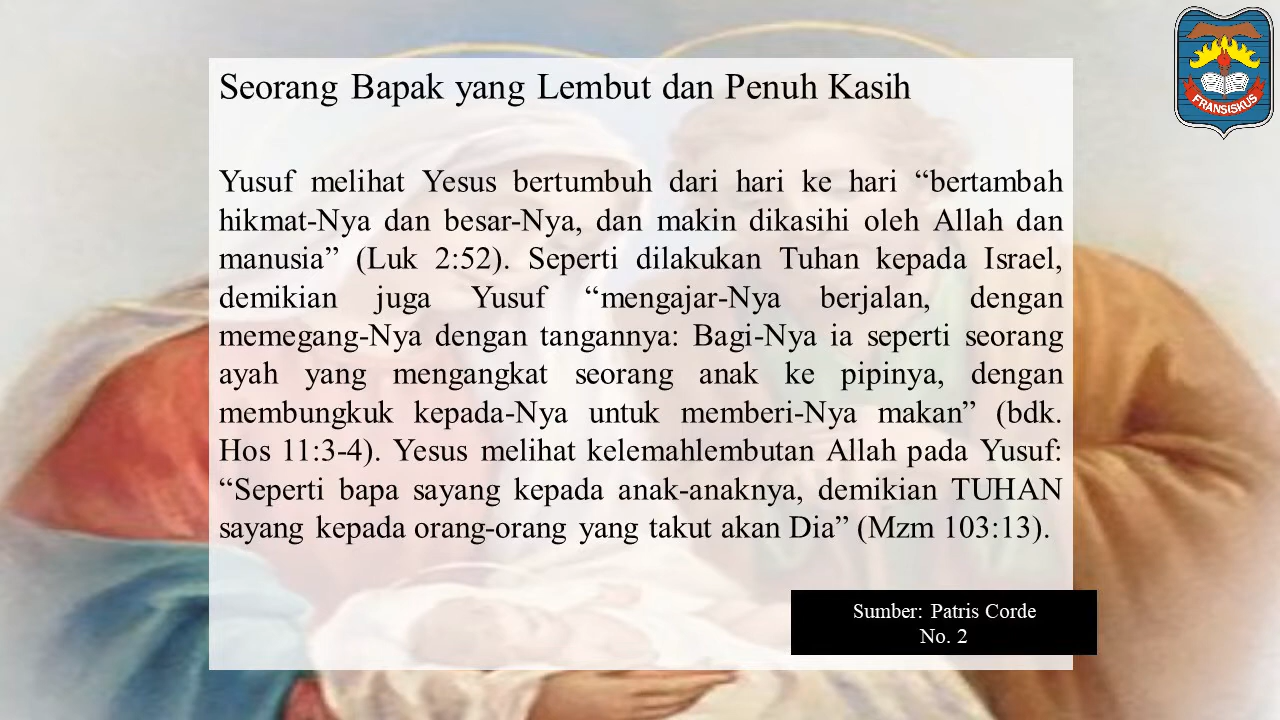 FRANSISKUS
Seorang Bapak yang Lembut dan Penuh Kasih
Yusuf melihat Yesus bertumbuh dari hari ke hari “bertambah
hikmat-Nya dan besar-Nya, dan makin dikasihi oleh Allah dan
manusia” (Luk 2:52). Seperti dilakukan Tuhan kepada Israel,
demikian juga Yusuf “mengajar-Nya berjalan, dengan
memegang-Nya dengan tangannya: Bagi-Nya ia seperti seorang
ayah yang mengangkat seorang anak ke pipinya, dengan
membungkuk kepada-Nya untuk memberi-Nya makan” (bdk.
Hos 11:3-4). Yesus melihat kelemahlembutan Allah pada Yusuf:
“Seperti bapa sayang kepada anak-anaknya, demikian TUHAN
sayang kepada orang-orang yang takut akan Dia” (Mzm 103:13).
Sumber: Patris Corde
No. 2